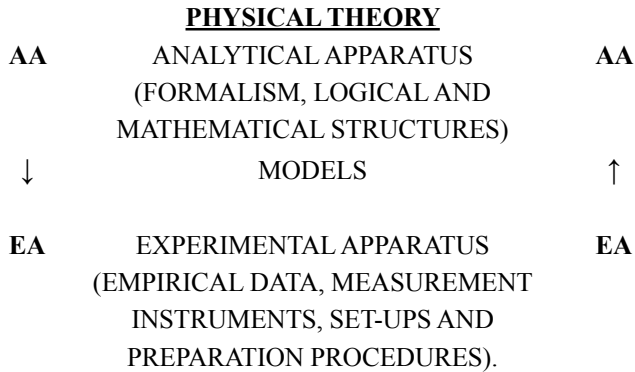 PHYSICAL THEORY
AA ANALYTICAL APPARATUS AA
(FORMALISM, LOGICAL AND
MATHEMATICAL STRUCTURES)
↓ MODELS ↑
EA EXPERIMENTAL APPARATUS EA
(EMPIRICAL DATA, MEASUREMENT
INSTRUMENTS, SET-UPS AND
PREPARATION PROCEDURES).